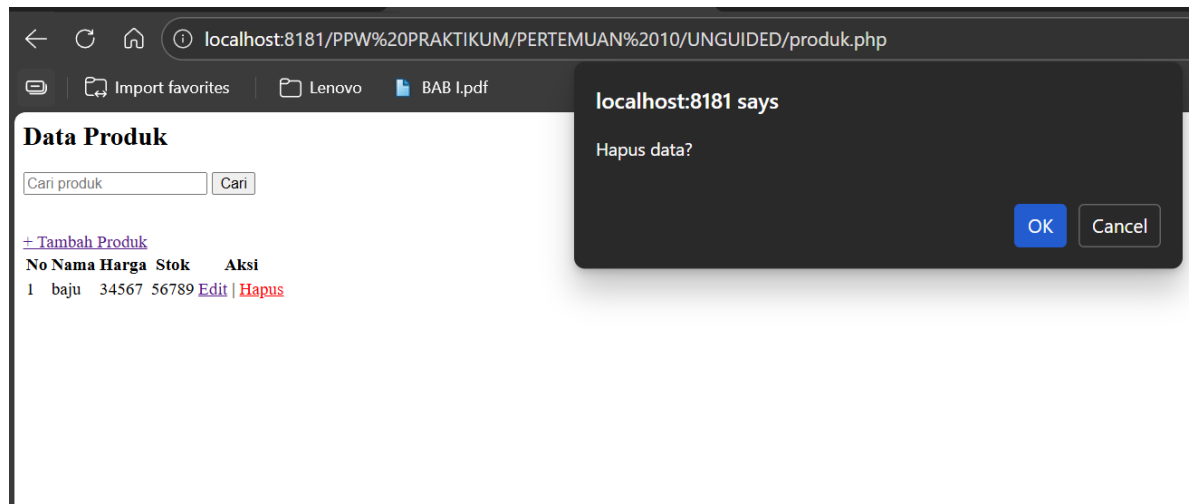 localhost:8181/PPW%20PRAKTIKUM/PERTEMUAN%2010/UNGUIDED/produk.php
Import favorites Lenovo BAB I.pdf
localhost:8181 says
Hapus data?
OK Cancel
Data Produk
Cari produk Cari
+ Tambah Produk
No Nama Harga Stok Aksi
1 baju 34567 56789 Edit | Hapus